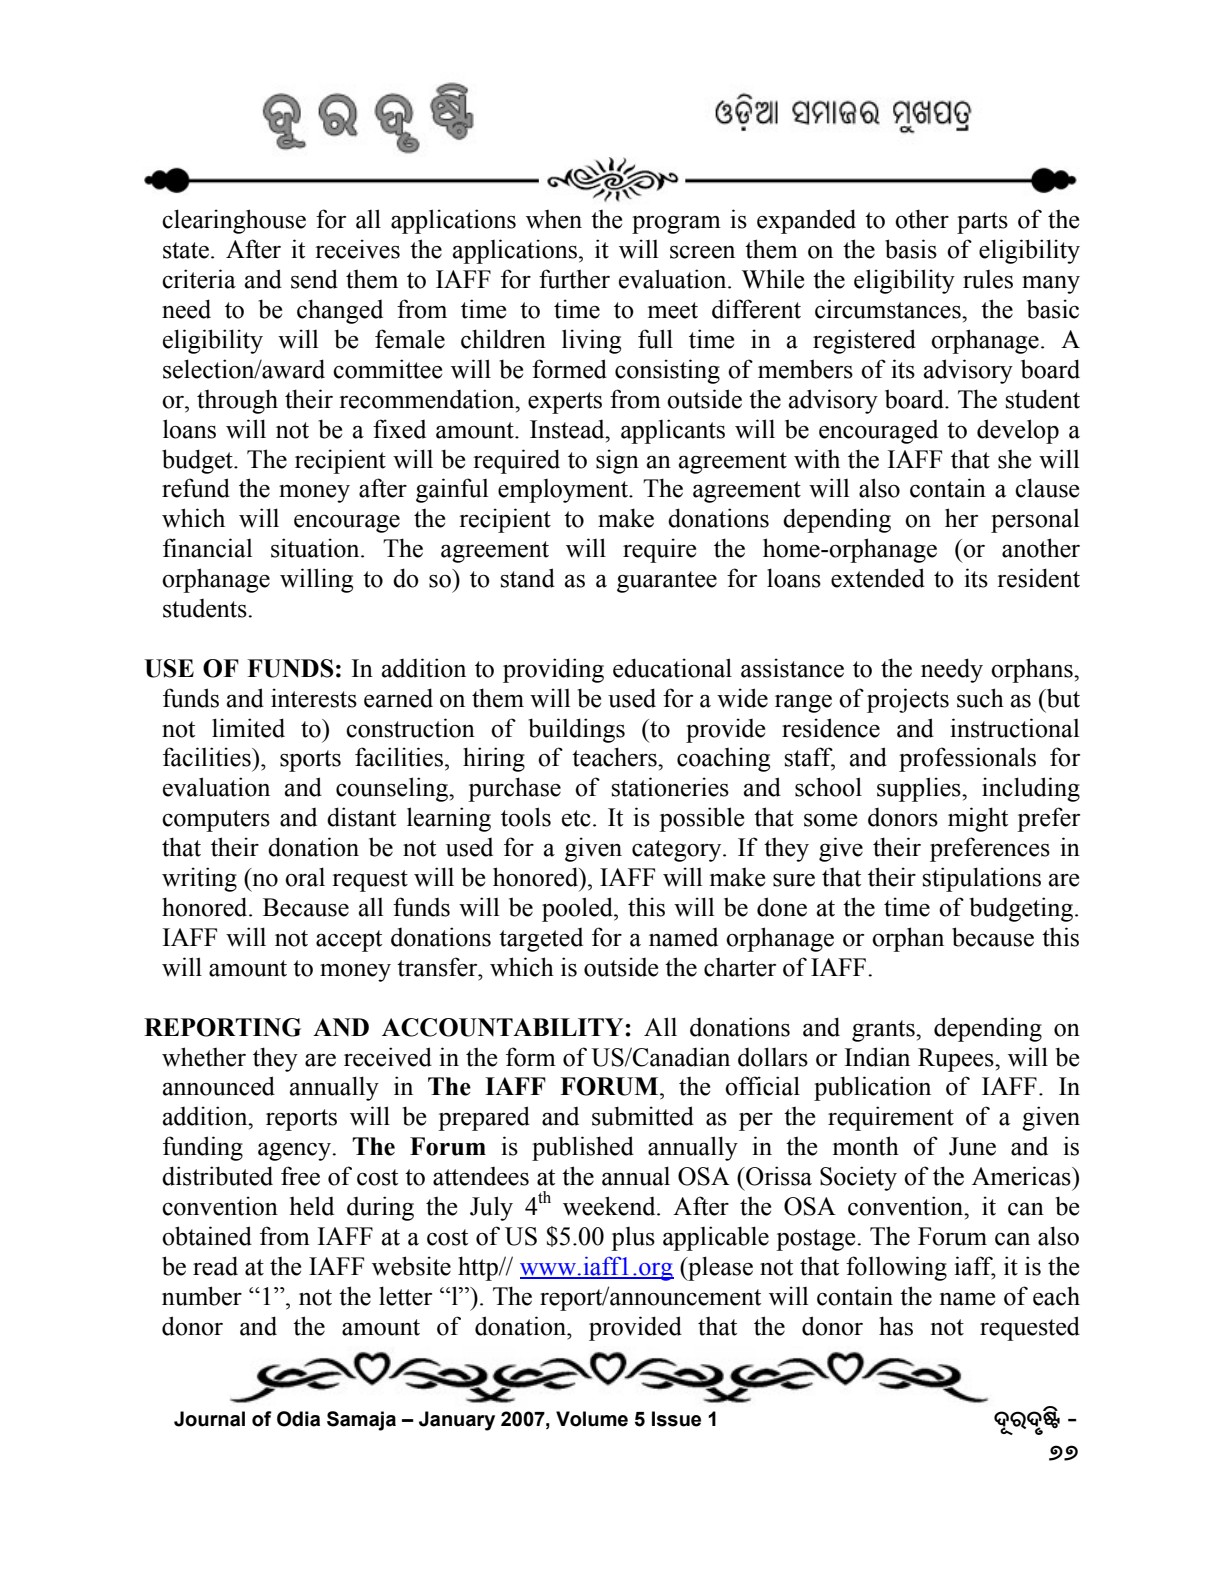 ଦୂରଦୃଷ୍ଟି ଓଡ଼ିଆ ସମାଜର ମୁଖପତ୍ର
clearinghouse for all applications when the program is expanded to other parts of the
state. After it receives the applications, it will screen them on the basis of eligibility
criteria and send them to IAFF for further evaluation. While the eligibility rules many
need to be changed from time to time to meet different circumstances, the basic
eligibility will be female children living full time in a registered orphanage. A
selection/award committee will be formed consisting of members of its advisory board
or, through their recommendation, experts from outside the advisory board. The student
loans will not be a fixed amount. Instead, applicants will be encouraged to develop a
budget. The recipient will be required to sign an agreement with the IAFF that she will
refund the money after gainful employment. The agreement will also contain a clause
which will encourage the recipient to make donations depending on her personal
financial situation. The agreement will require the home-orphanage (or another
orphanage willing to do so) to stand as a guarantee for loans extended to its resident
students.
USE OF FUNDS: In addition to providing educational assistance to the needy orphans,
funds and interests earned on them will be used for a wide range of projects such as (but
not limited to) construction of buildings (to provide residence and instructional
facilities), sports facilities, hiring of teachers, coaching staff, and professionals for
evaluation and counseling, purchase of stationeries and school supplies, including
computers and distant learning tools etc. It is possible that some donors might prefer
that their donation be not used for a given category. If they give their preferences in
writing (no oral request will be honored), IAFF will make sure that their stipulations are
honored. Because all funds will be pooled, this will be done at the time of budgeting.
IAFF will not accept donations targeted for a named orphanage or orphan because this
will amount to money transfer, which is outside the charter of IAFF.
REPORTING AND ACCOUNTABILITY: All donations and grants, depending on
whether they are received in the form of US/Canadian dollars or Indian Rupees, will be
announced annually in The IAFF FORUM, the official publication of IAFF. In
addition, reports will be prepared and submitted as per the requirement of a given
funding agency. The Forum is published annually in the month of June and is
distributed free of cost to attendees at the annual OSA (Orissa Society of the Americas)
convention held during the July 4th weekend. After the OSA convention, it can be
obtained from IAFF at a cost of US $5.00 plus applicable postage. The Forum can also
be read at the IAFF website http// www.iaff1.org (please not that following iaff, it is the
number “1”, not the letter “l”). The report/announcement will contain the name of each
donor and the amount of donation, provided that the donor has not requested
Journal of Odia Samaja – January 2007, Volume 5 Issue 1 ଦୂରଦୃଷ୍ଟି -
୭୭